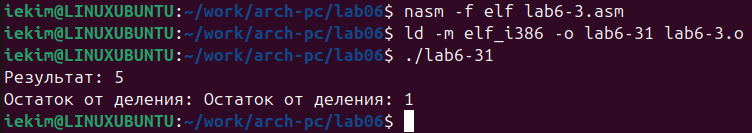 iekim@LINUXUBUNTU:~/work/arch-pc/lab06$ nasm -f elf lab6-3.asm
iekim@LINUXUBUNTU:~/work/arch-pc/lab06$ ld -m elf_i386 -o lab6-31 lab6-3.o
iekim@LINUXUBUNTU:~/work/arch-pc/lab06$ ./lab6-31
Результат: 5
Остаток от деления: Остаток от деления: 1
iekim@LINUXUBUNTU:~/work/arch-pc/lab06$